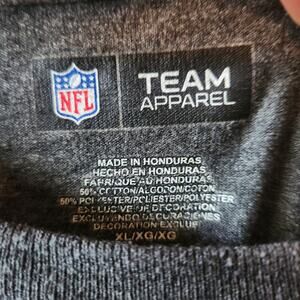 NFL
TEAM
APPAREL
MADE IN HONDURAS
HECHO EN HONDURAS
FABRIQUÉ AU HONDURAS
50% COTTON/ALGODON/COTON
50% POLYESTER/POLIESTER/POLYESTER
EXCLUSIVE OF DECORATION
EXCLUYENDO DECORACION
DECORATION EXCLUE
XL/XG/XG